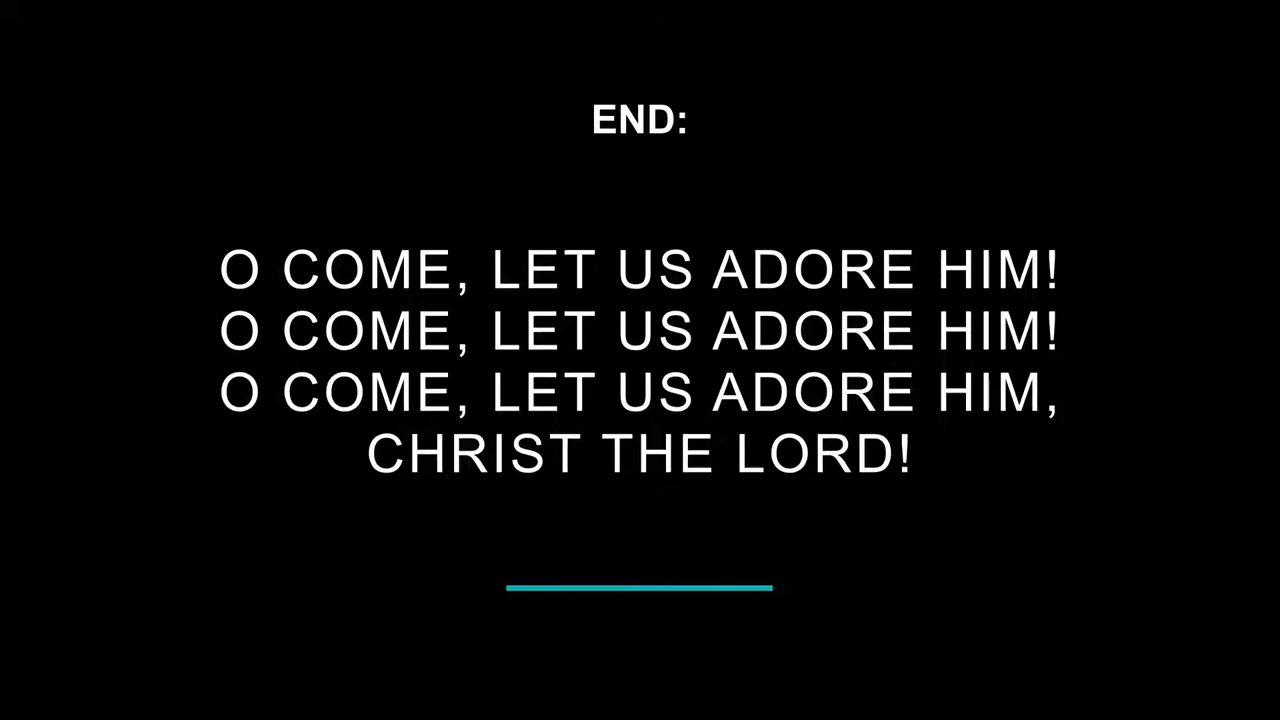 END:
O COME, LET US ADORE HIM!
O COME, LET US ADORE HIM!
O COME, LET US ADORE HIM,
CHRIST THE LORD!